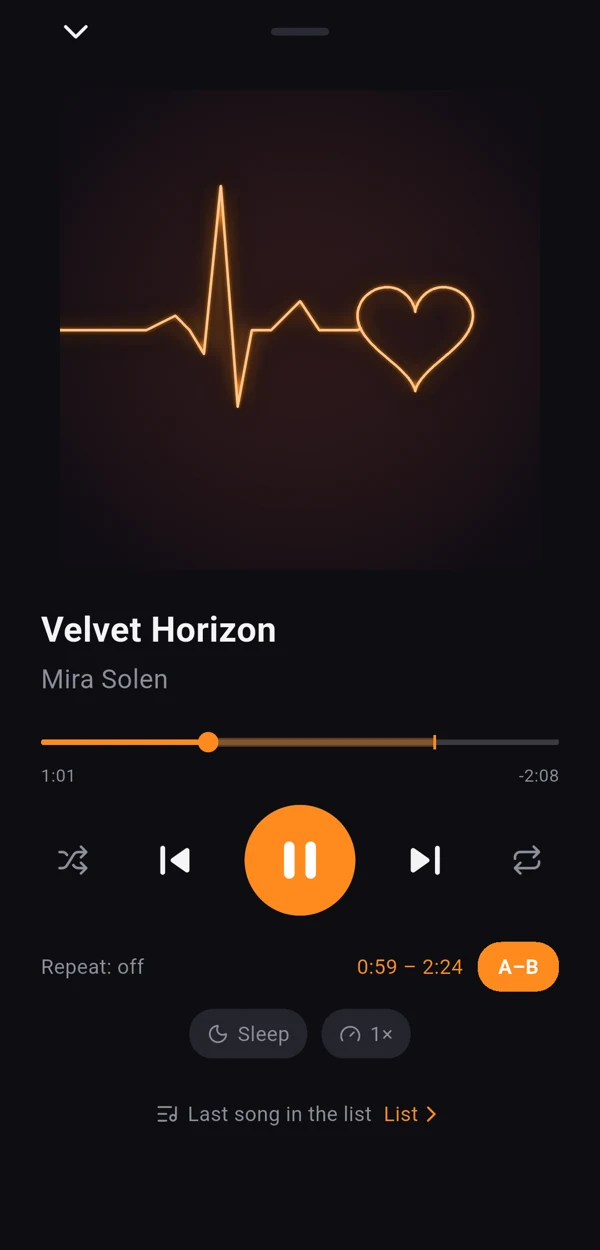 Velvet Horizon
Mira Solen
1:01 -2:08
Repeat: off 0:59 – 2:24 A–B
Sleep 1×
Last song in the list List